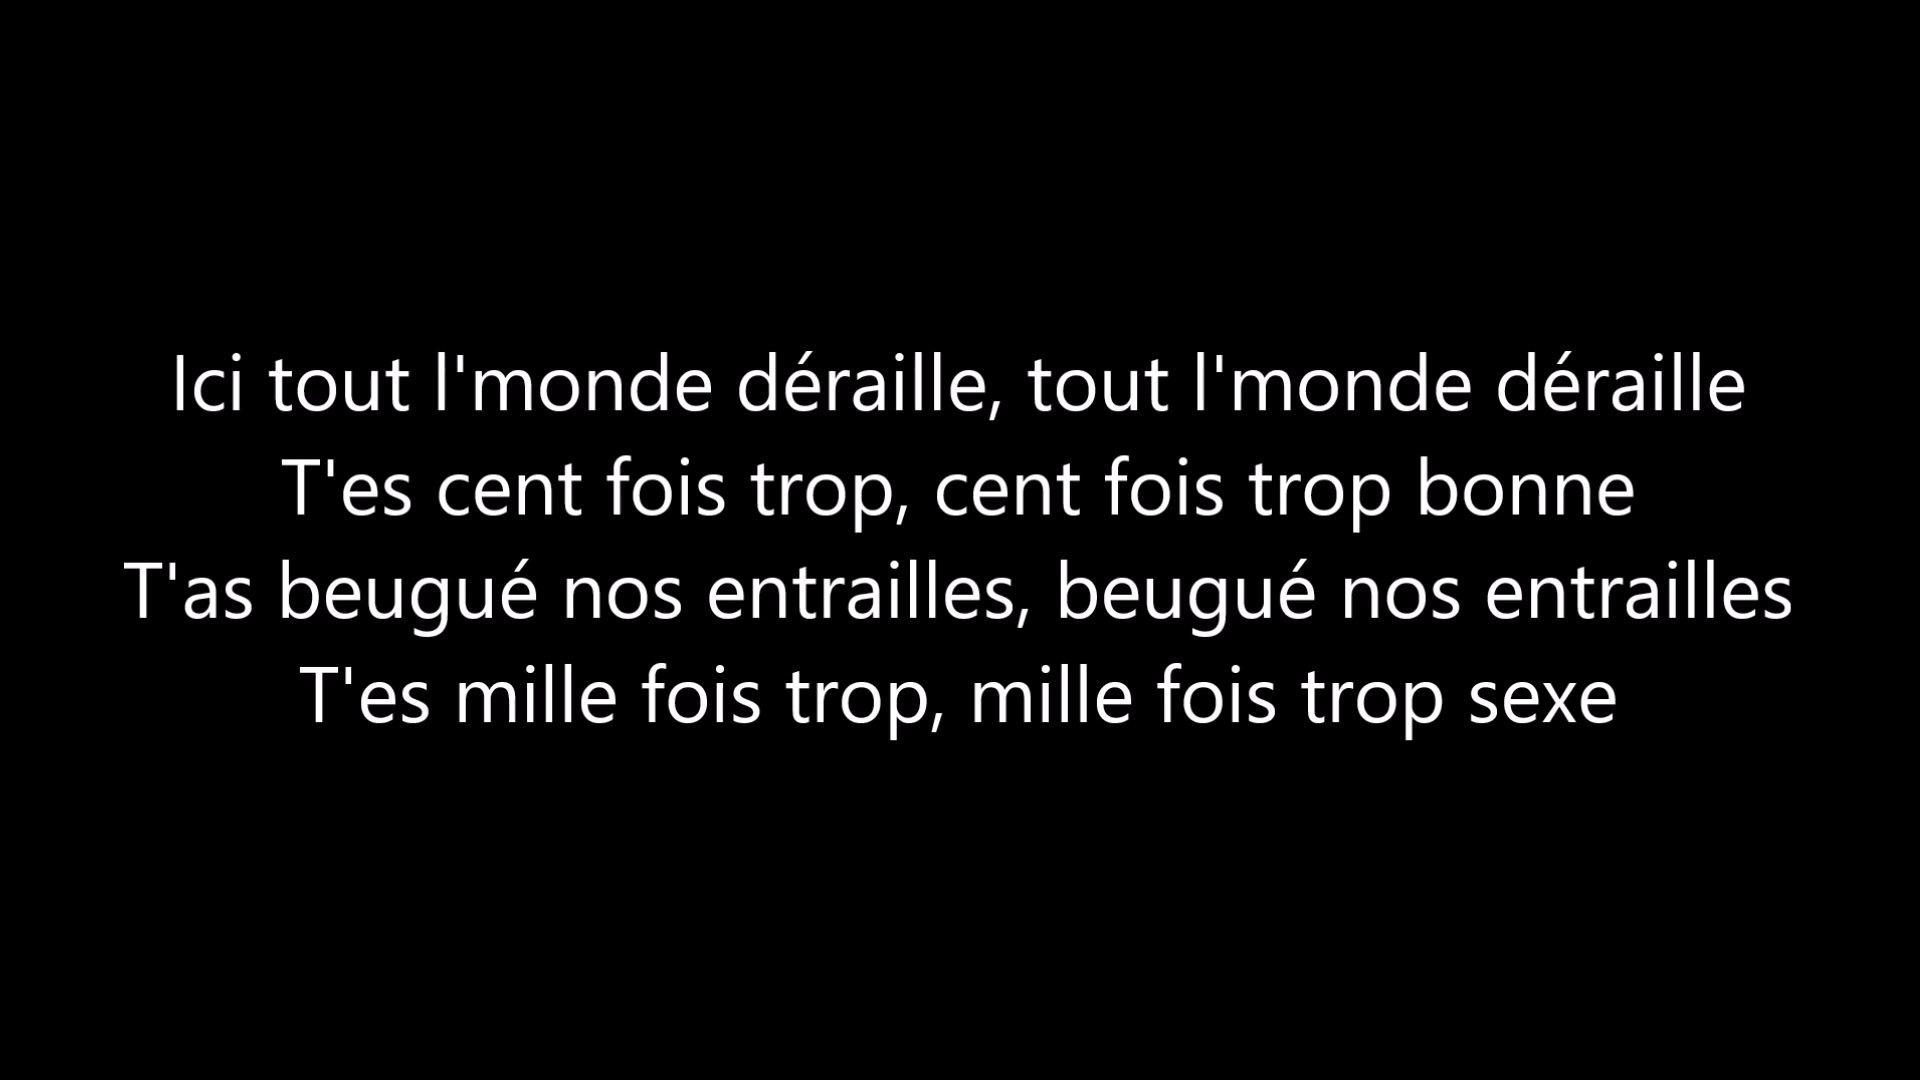 Ici tout l'monde déraille, tout l'monde déraille
T'es cent fois trop, cent fois trop bonne
T'as beugué nos entrailles, beugué nos entrailles
T'es mille fois trop, mille fois trop sexe